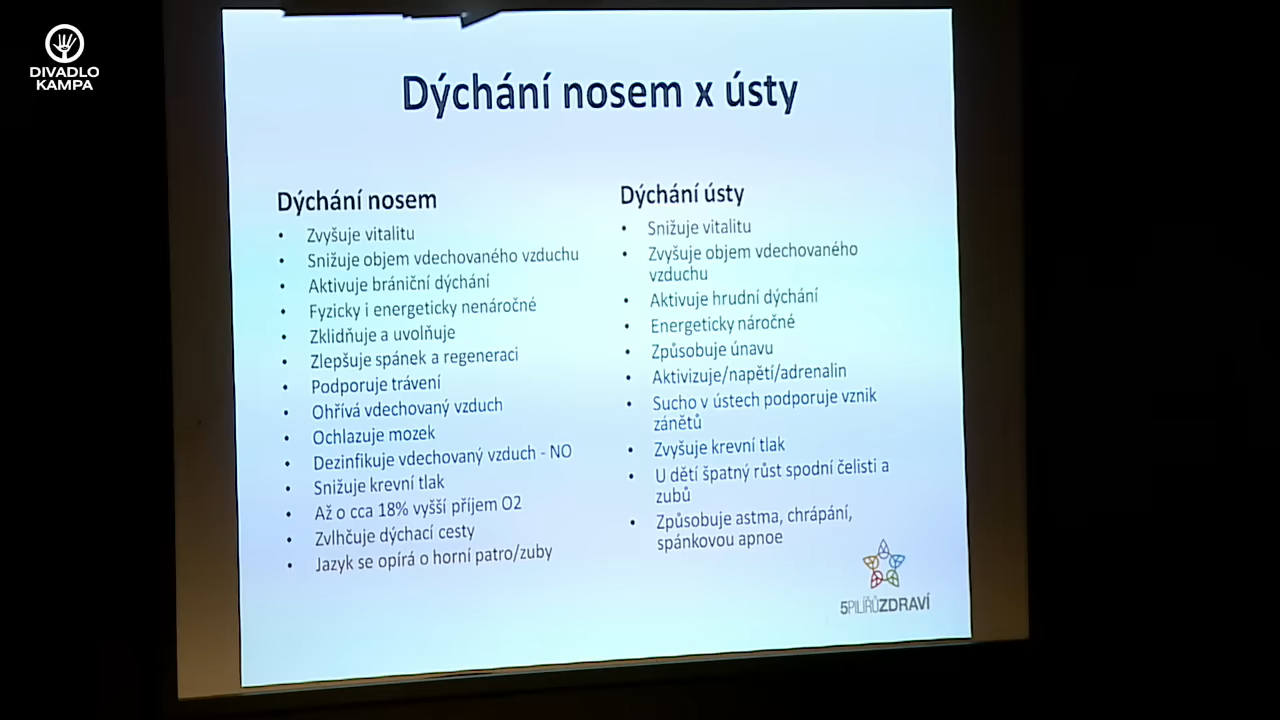 DIVADLO
KAMPA
Dýchání nosem x ústy
Dýchání nosem
• Zvyšuje vitalitu
• Snižuje objem vdechovaného vzduchu
• Aktivuje brániční dýchání
• Fyzicky i energeticky nenáročné
• Zklidňuje a uvolňuje
• Zlepšuje spánek a regeneraci
• Podporuje trávení
• Ohřívá vdechovaný vzduch
• Ochlazuje mozek
• Dezinfikuje vdechovaný vzduch - NO
• Snižuje krevní tlak
• Až o cca 18% vyšší příjem O2
• Zvlhčuje dýchací cesty
• Jazyk se opírá o horní patro/zuby
Dýchání ústy
• Snižuje vitalitu
• Zvyšuje objem vdechovaného
vzduchu
• Aktivuje hrudní dýchání
• Energeticky náročné
• Způsobuje únavu
• Aktivizuje/napětí/adrenalin
• Sucho v ústech podporuje vznik
zánětů
• Zvyšuje krevní tlak
• U dětí špatný růst spodní čelisti a
zubů
• Způsobuje astma, chrápání,
spánkovou apnoe
5PILÍŘŮZDRAVÍ